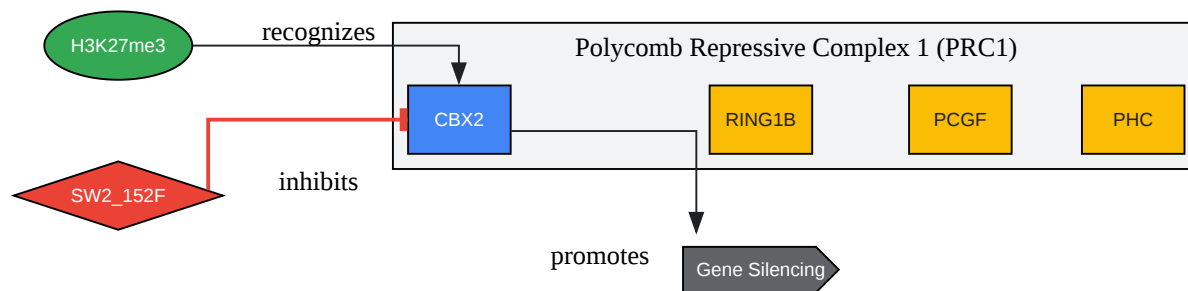 H3K27me3
recognizes
Polycomb Repressive Complex 1 (PRC1)
CBX2
RING1B
PCGF
PHC
SW2_152F
inhibits
promotes
Gene Silencing